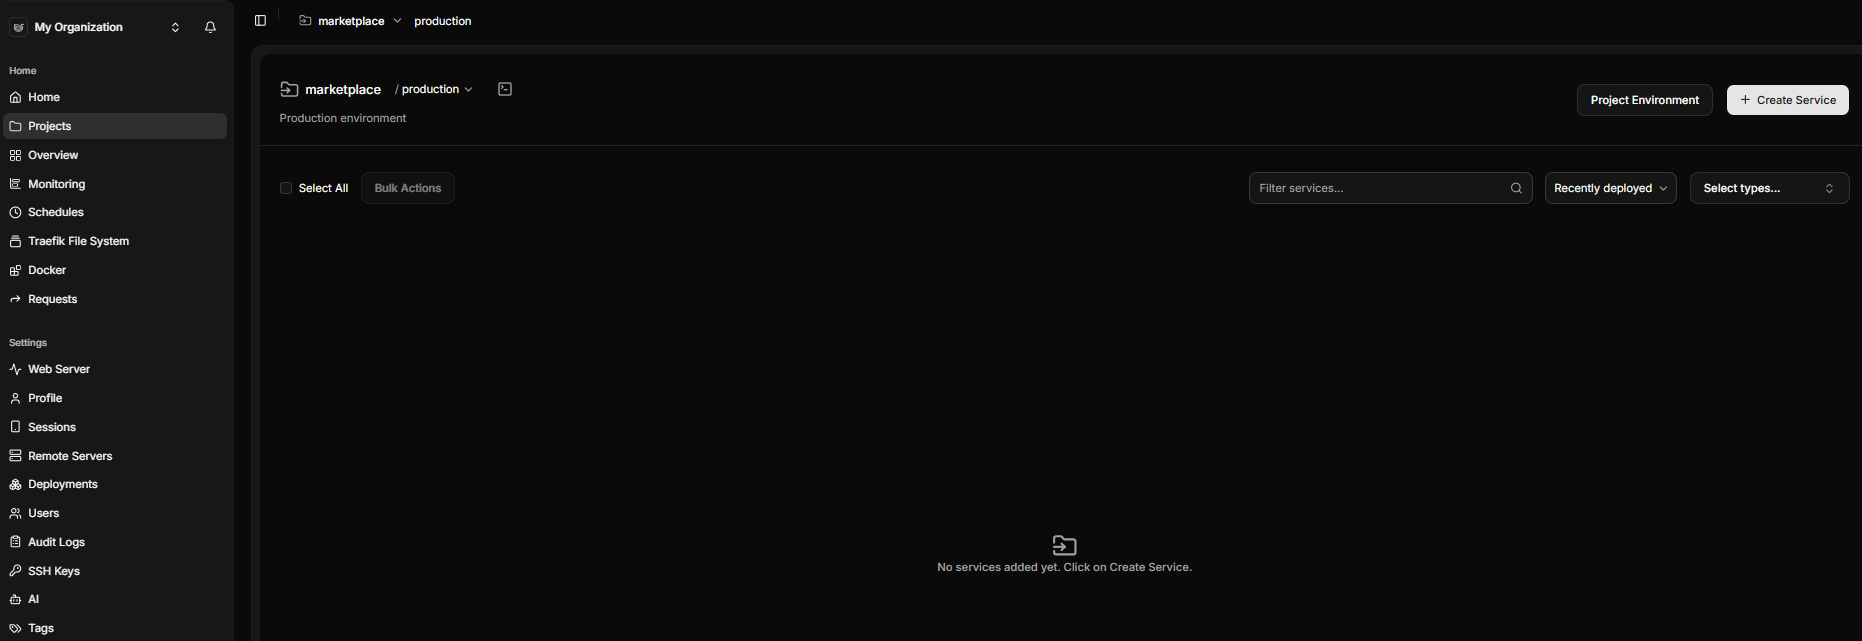 My Organization
Home
Home
Projects
Overview
Monitoring
Schedules
Traefik File System
Docker
Requests
Settings
Web Server
Profile
Sessions
Remote Servers
Deployments
Users
Audit Logs
SSH Keys
AI
Tags
marketplace production
marketplace / production
Production environment
Project Environment
+ Create Service
Select All
Bulk Actions
Filter services...
Recently deployed
Select types...
No services added yet. Click on Create Service.